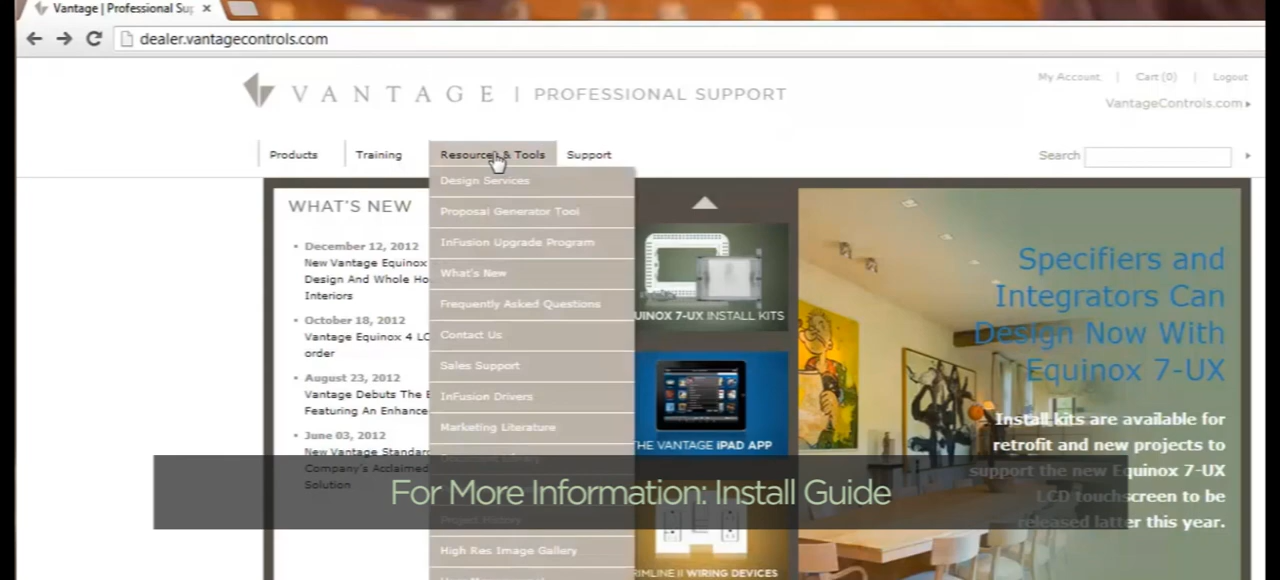 Vantage | Professional Sup
dealer.vantagecontrols.com
VANTAGE | PROFESSIONAL SUPPORT
My Account | Cart (0) | Logout
VantageControls.com
Products
Training
Resources & Tools
Support
Search
Design Services
Proposal Generator Tool
InFusion Upgrade Program
What's New
Frequently Asked Questions
Contact Us
Sales Support
InFusion Drivers
Marketing Literature
Document Library
Project History
High Res Image Gallery
WHAT'S NEW
• December 12, 2012
New Vantage Equinox
Design And Whole Ho
Interiors
• October 18, 2012
Vantage Equinox 4 LC
order
• August 23, 2012
Vantage Debuts The E
Featuring An Enhance
• June 03, 2012
New Vantage Standard
Company's Acclaimed
Solution
UINOX 7-UX INSTALL KITS
THE VANTAGE iPAD APP
RIMLINE II WIRING DEVICES
Specifiers and
Integrators Can
Design Now With
Equinox 7-UX
Install kits are available for
retrofit and new projects to
support the new Equinox 7-UX
LCD touchscreen to be
released latter this year.
For More Information: Install Guide